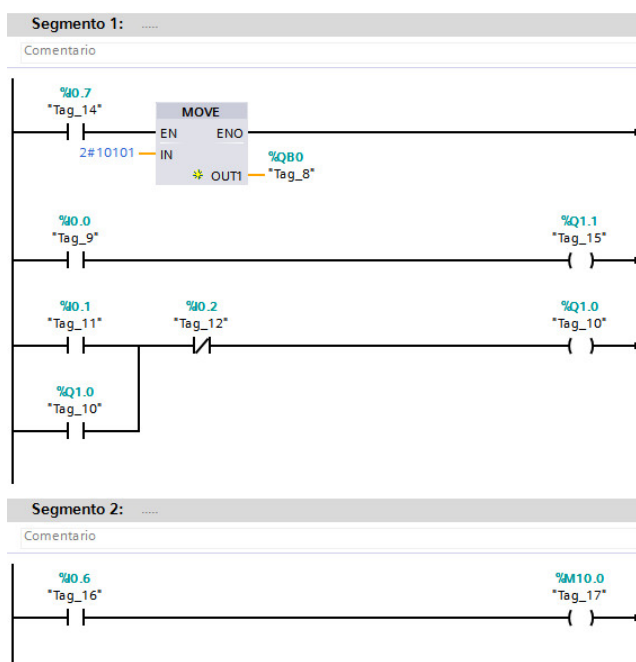 Segmento 1: .....
Comentario
%I0.7
"Tag_14"
MOVE
EN ENO
2#10101 IN
%QB0
OUT1 "Tag_8"
%I0.0 %Q1.1
"Tag_9" "Tag_15"
%I0.1 %I0.2 %Q1.0
"Tag_11" "Tag_12" "Tag_10"
%Q1.0
"Tag_10"
Segmento 2: .....
Comentario
%I0.6 %M10.0
"Tag_16" "Tag_17"